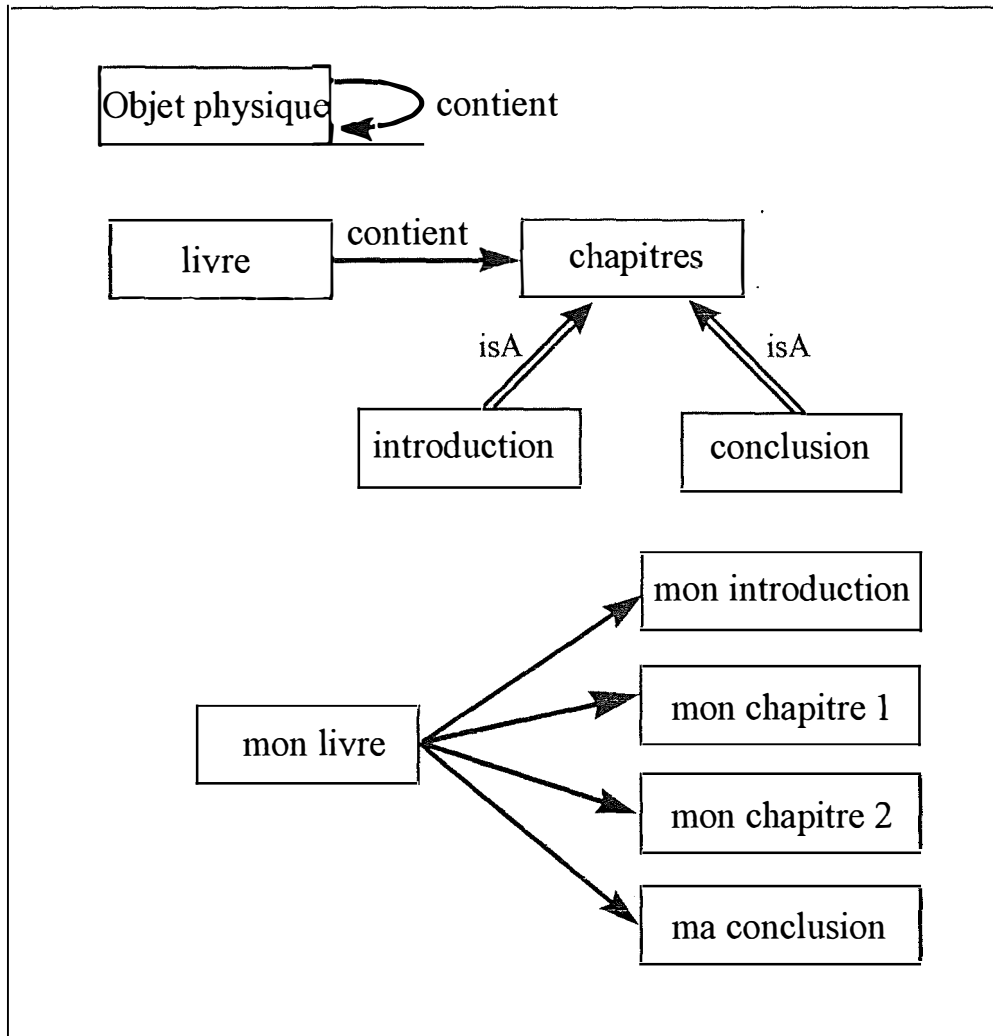 Objet physique
contient
livre
contient
chapitres
isA
isA
introduction
conclusion
mon introduction
mon chapitre 1
mon livre
mon chapitre 2
ma conclusion